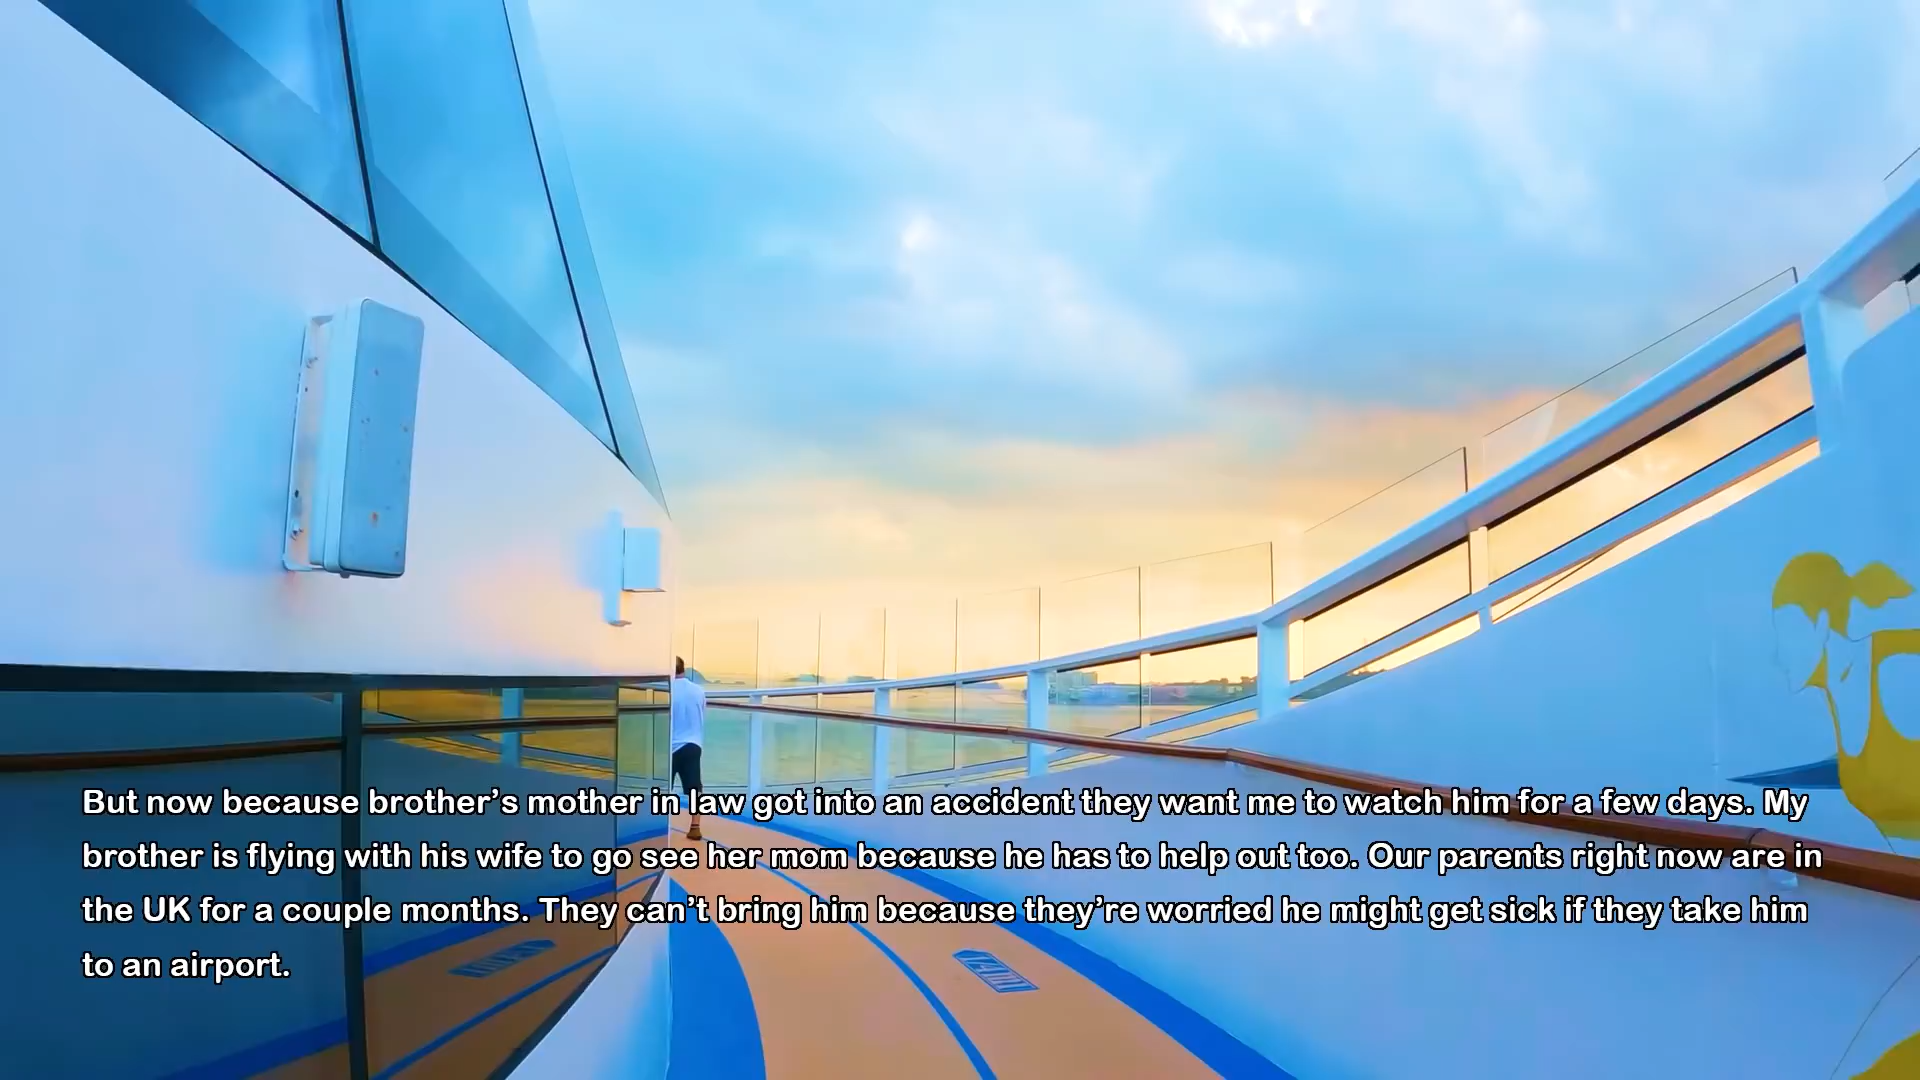 But now because brother’s mother in law got into an accident they want me to watch him for a few days. My
brother is flying with his wife to go see her mom because he has to help out too. Our parents right now are in
the UK for a couple months. They can’t bring him because they’re worried he might get sick if they take him
to an airport.